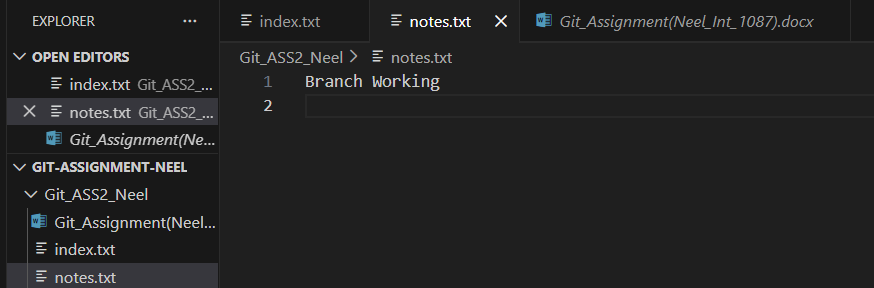 EXPLORER ...
OPEN EDITORS
index.txt Git_ASS2_...
notes.txt Git_ASS2_...
Git_Assignment(Ne...
GIT-ASSIGNMENT-NEEL
Git_ASS2_Neel
Git_Assignment(Neel...
index.txt
notes.txt
index.txt notes.txt Git_Assignment(Neel_Int_1087).docx
Git_ASS2_Neel > notes.txt
1 Branch Working
2